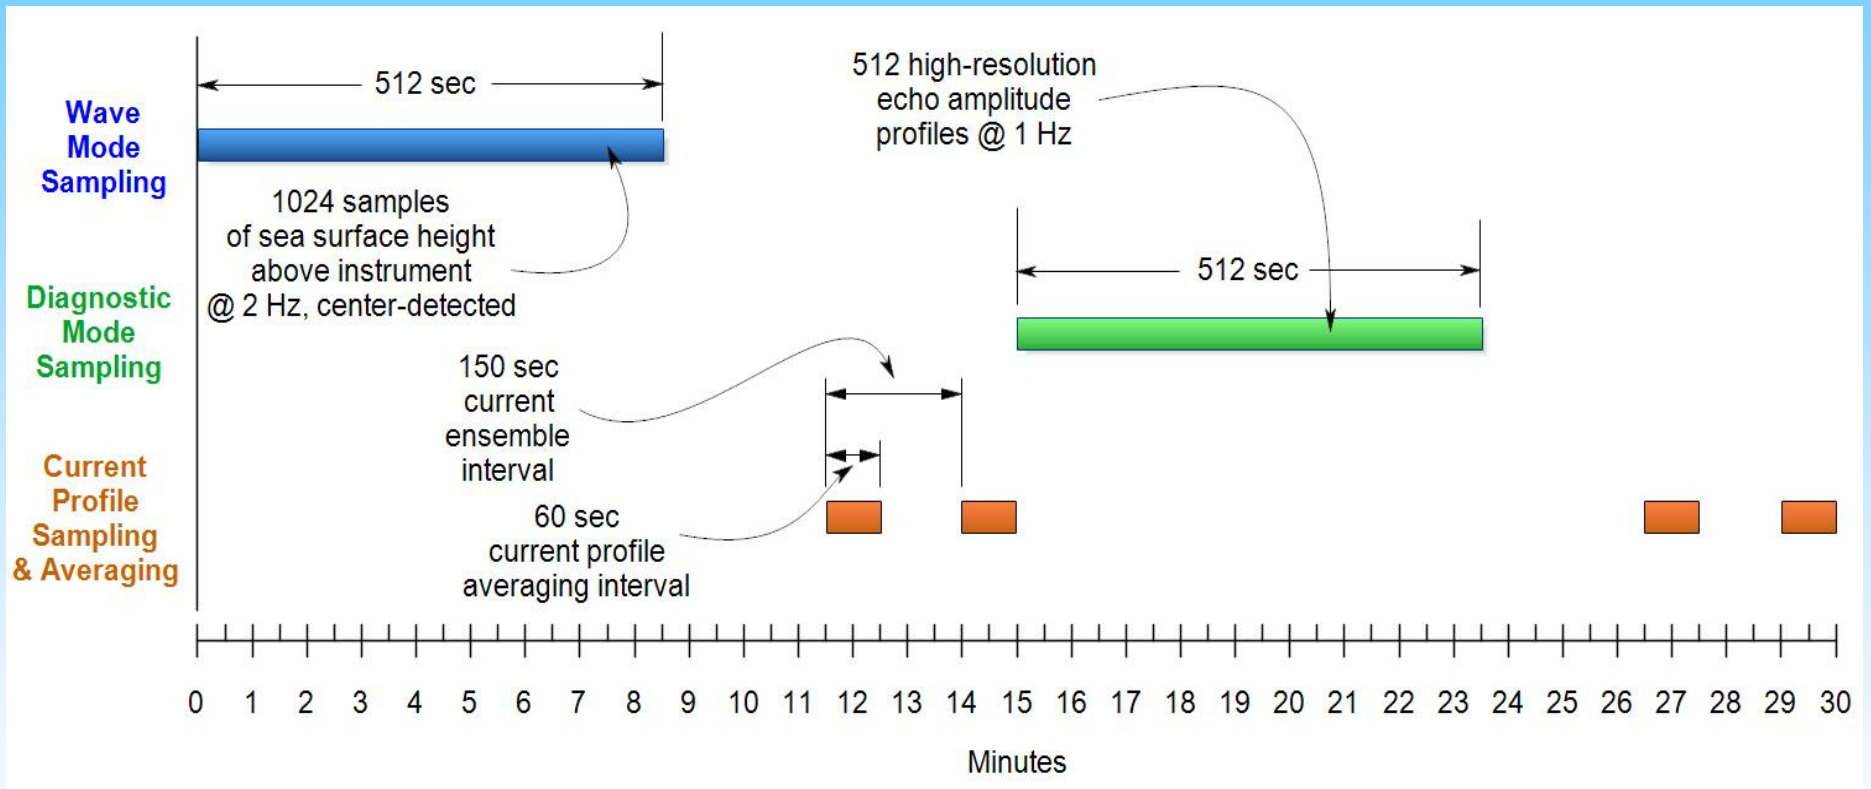 Wave
Mode
Sampling
512 sec
1024 samples
of sea surface height
above instrument
@ 2 Hz, center-detected
512 high-resolution
echo amplitude
profiles @ 1 Hz
Diagnostic
Mode
Sampling
512 sec
150 sec
current
ensemble
interval
Current
Profile
Sampling
& Averaging
60 sec
current profile
averaging interval
0 1 2 3 4 5 6 7 8 9 10 11 12 13 14 15 16 17 18 19 20 21 22 23 24 25 26 27 28 29 30
Minutes